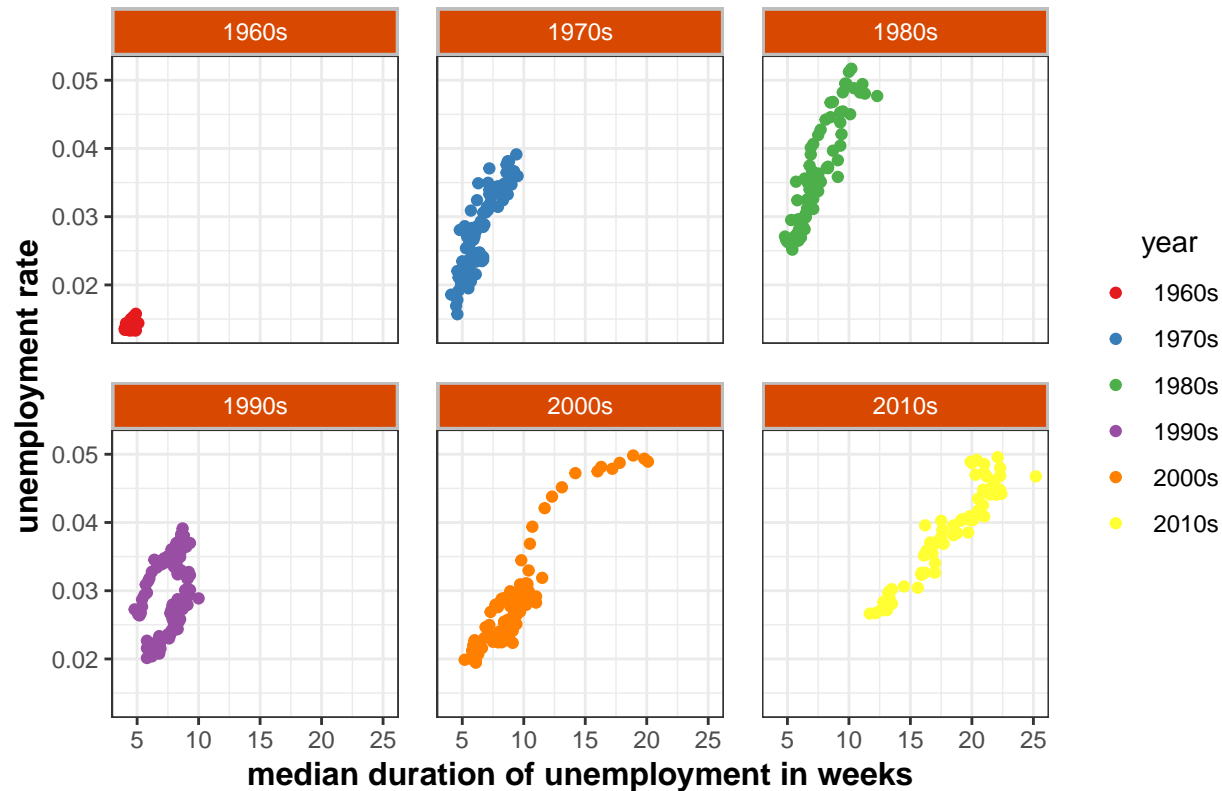 1960s
1970s
1980s
0.05
0.04
0.03
0.02
1990s
2000s
2010s
0.05
0.04
0.03
0.02
5 10 15 20 25
5 10 15 20 25
5 10 15 20 25
median duration of unemployment in weeks
unemployment rate
year
1960s
1970s
1980s
1990s
2000s
2010s